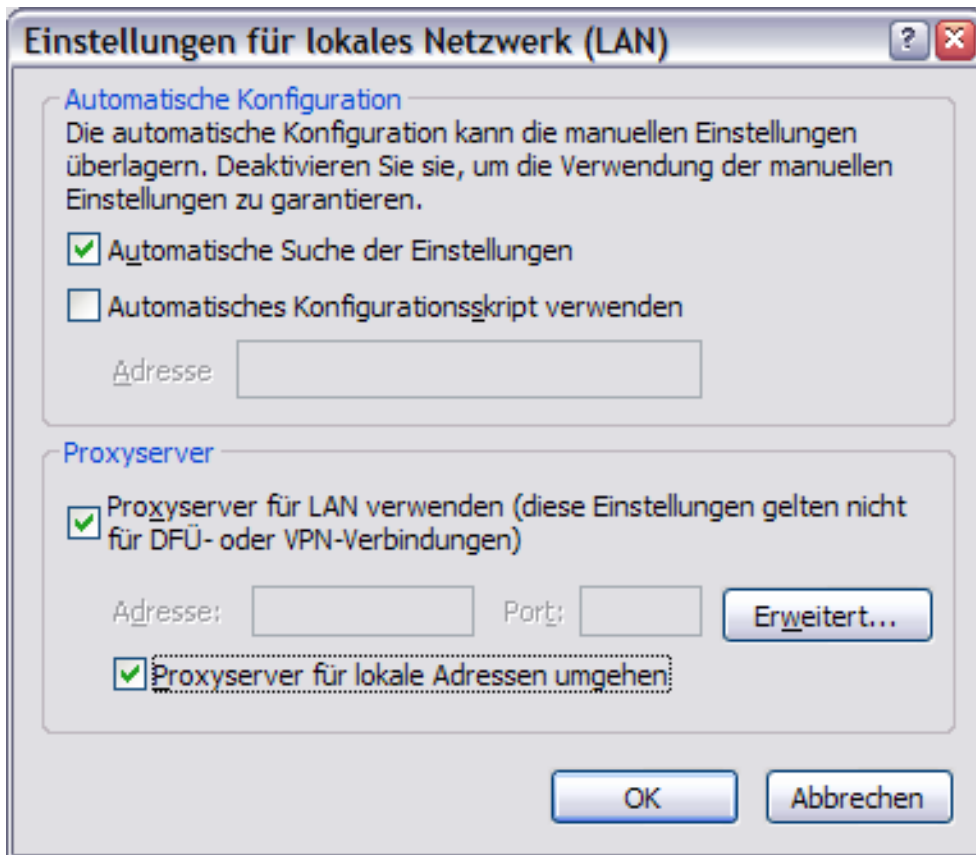 Einstellungen für lokales Netzwerk (LAN)
?
Automatische Konfiguration
Die automatische Konfiguration kann die manuellen Einstellungen
überlagern. Deaktivieren Sie sie, um die Verwendung der manuellen
Einstellungen zu garantieren.
Automatische Suche der Einstellungen
Automatisches Konfigurationsskript verwenden
Adresse
Proxyserver
Proxyserver für LAN verwenden (diese Einstellungen gelten nicht
für DFÜ- oder VPN-Verbindungen)
Adresse: Port: Erweitert...
Proxyserver für lokale Adressen umgehen
OK Abbrechen